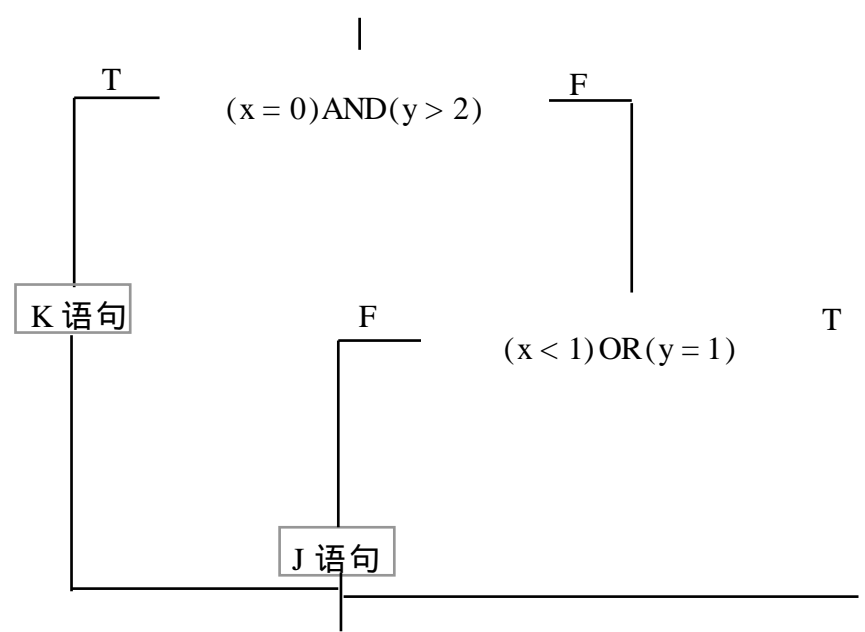 T
F
(x = 0)AND(y > 2)
K 语句
F
T
(x < 1)OR(y = 1)
J 语句